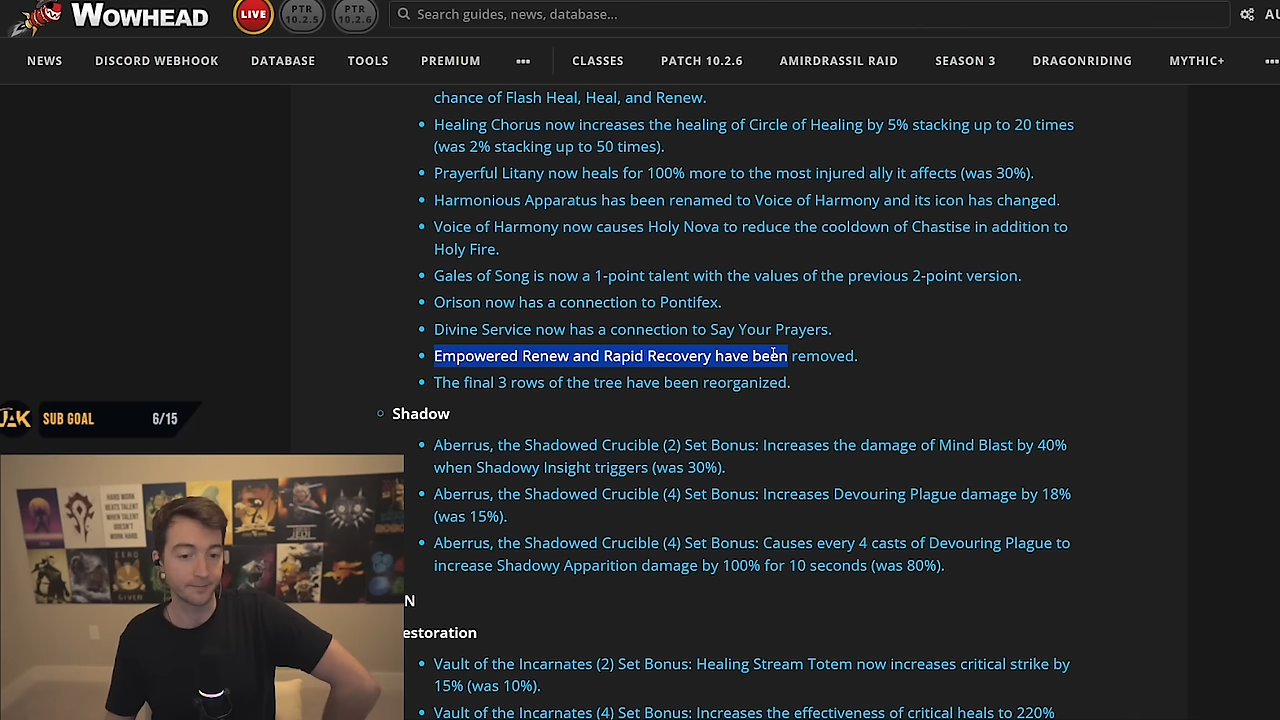 WOWHEAD
LIVE
PTR
10.2.5
PTR
10.2.6
Search guides, news, database...
NEWS
DISCORD WEBHOOK
DATABASE
TOOLS
PREMIUM
CLASSES
PATCH 10.2.6
AMIRDRASSIL RAID
SEASON 3
DRAGONRIDING
MYTHIC+
chance of Flash Heal, Heal, and Renew.
Healing Chorus now increases the healing of Circle of Healing by 5% stacking up to 20 times
(was 2% stacking up to 50 times).
Prayerful Litany now heals for 100% more to the most injured ally it affects (was 30%).
Harmonious Apparatus has been renamed to Voice of Harmony and its icon has changed.
Voice of Harmony now causes Holy Nova to reduce the cooldown of Chastise in addition to
Holy Fire.
Gales of Song is now a 1-point talent with the values of the previous 2-point version.
Orison now has a connection to Pontifex.
Divine Service now has a connection to Say Your Prayers.
Empowered Renew and Rapid Recovery have been removed.
The final 3 rows of the tree have been reorganized.
Shadow
Aberrus, the Shadowed Crucible (2) Set Bonus: Increases the damage of Mind Blast by 40%
when Shadowy Insight triggers (was 30%).
Aberrus, the Shadowed Crucible (4) Set Bonus: Increases Devouring Plague damage by 18%
(was 15%).
Aberrus, the Shadowed Crucible (4) Set Bonus: Causes every 4 casts of Devouring Plague to
increase Shadowy Apparition damage by 100% for 10 seconds (was 80%).
N
estoration
Vault of the Incarnates (2) Set Bonus: Healing Stream Totem now increases critical strike by
15% (was 10%).
Vault of the Incarnates (4) Set Bonus: Increases the effectiveness of critical heals to 220%
SUB GOAL
6/15
HARD WORK
BEATS TALENT
WHEN TALENT
DOESN'T
WORK HARD